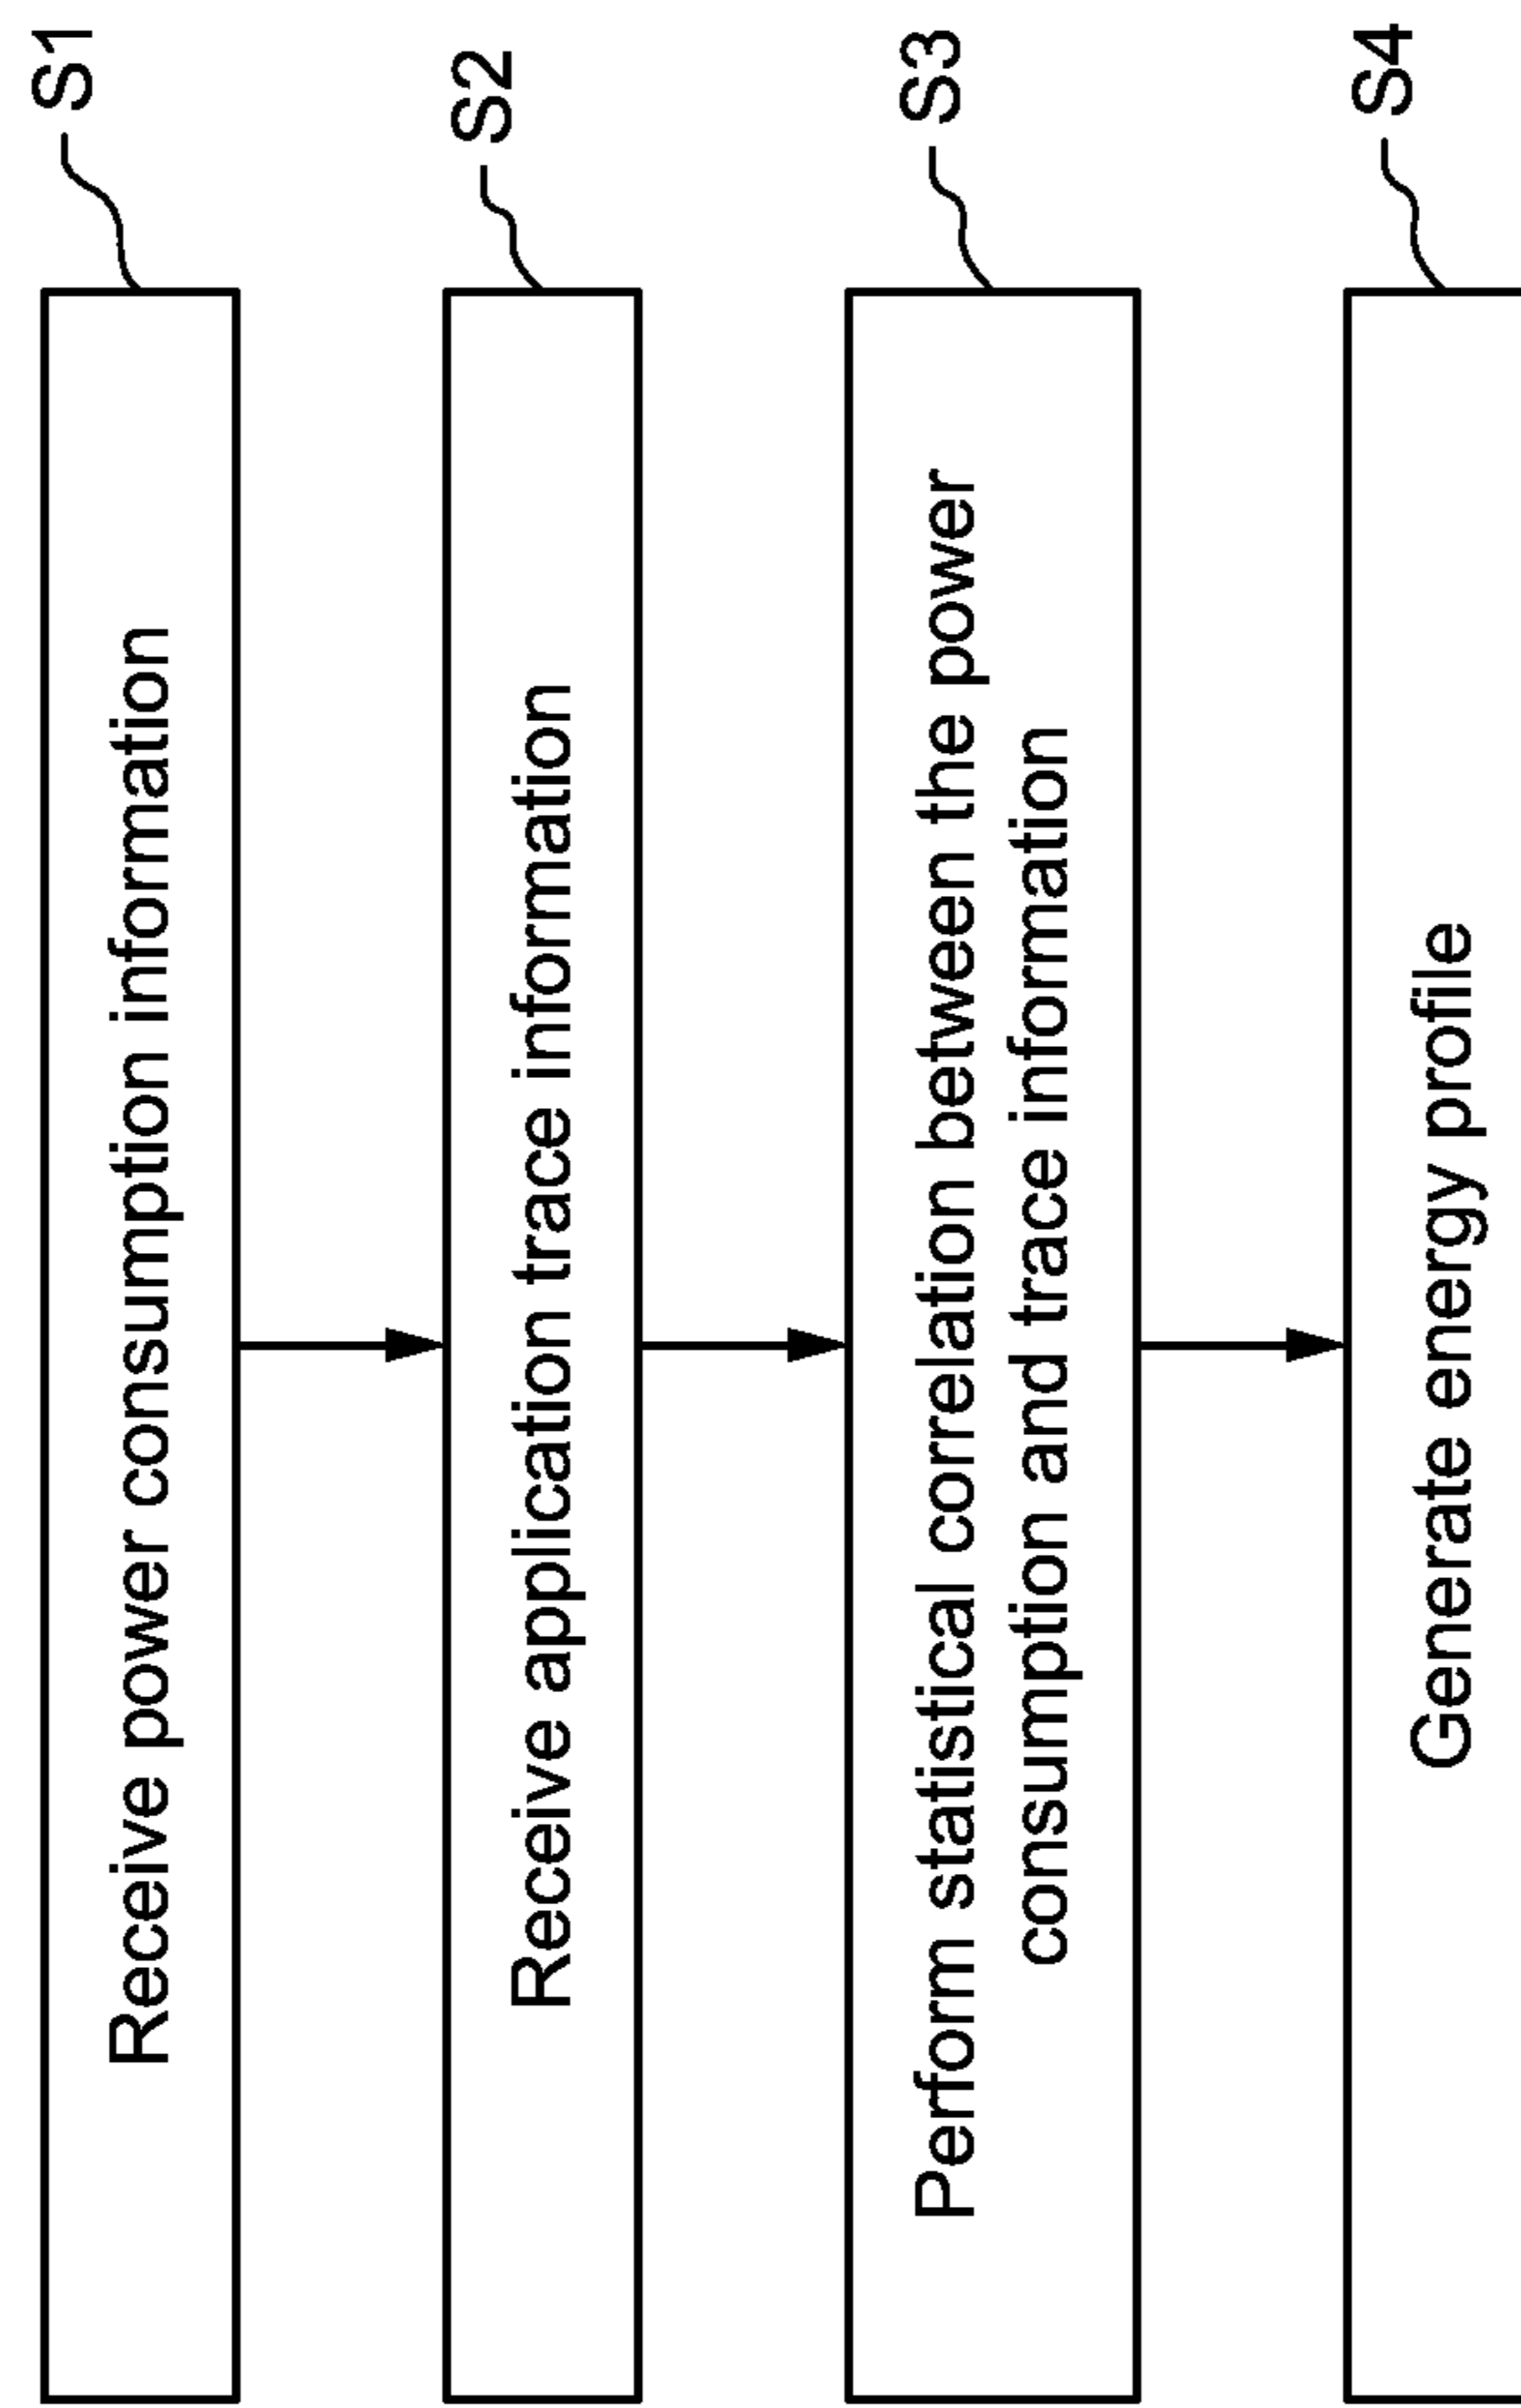 S1
Receive power consumption information
S2
Receive application trace information
S3
Perform statistical correlation between the power
consumption and trace information
S4
Generate energy profile